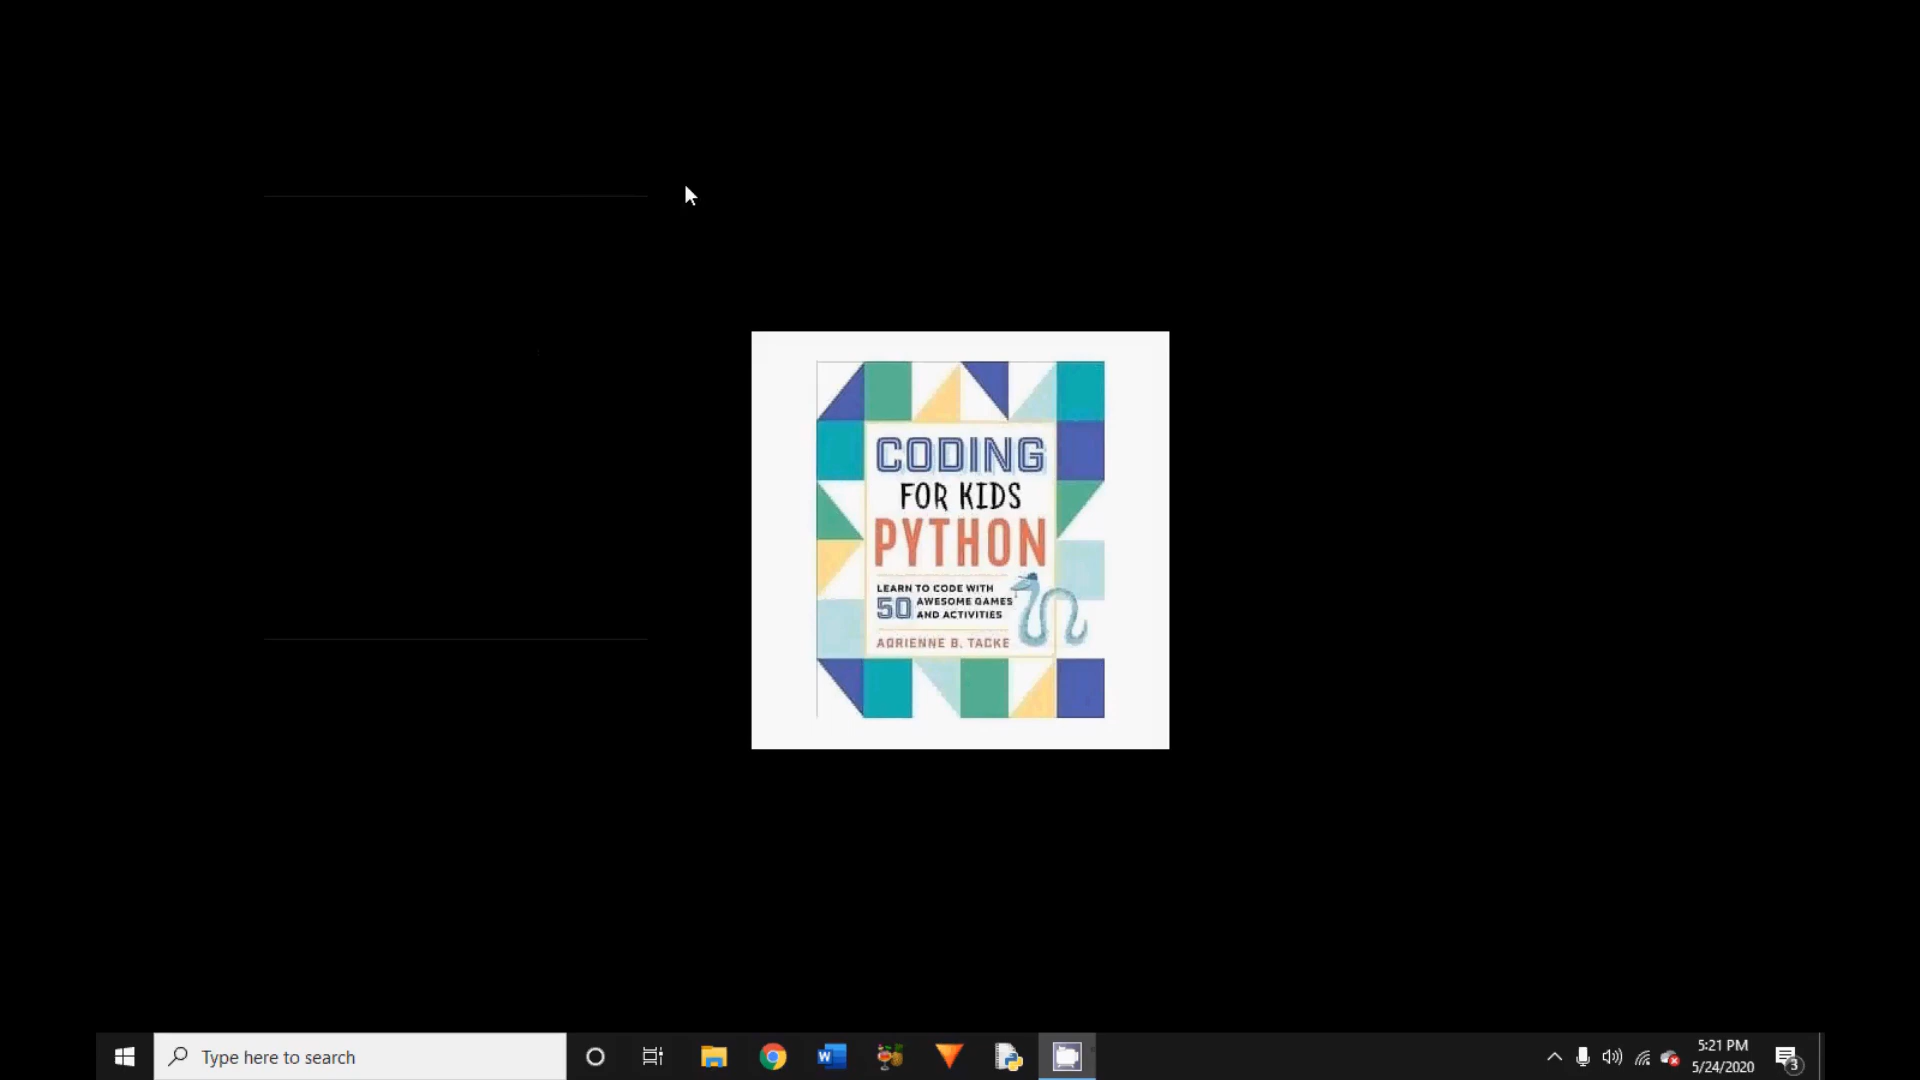 CODING
FOR KIDS
PYTHON
LEARN TO CODE WITH
50 AWESOME GAMES
AND ACTIVITIES
ADRIENNE B. TACKE
Type here to search
5:21 PM
5/24/2020
3